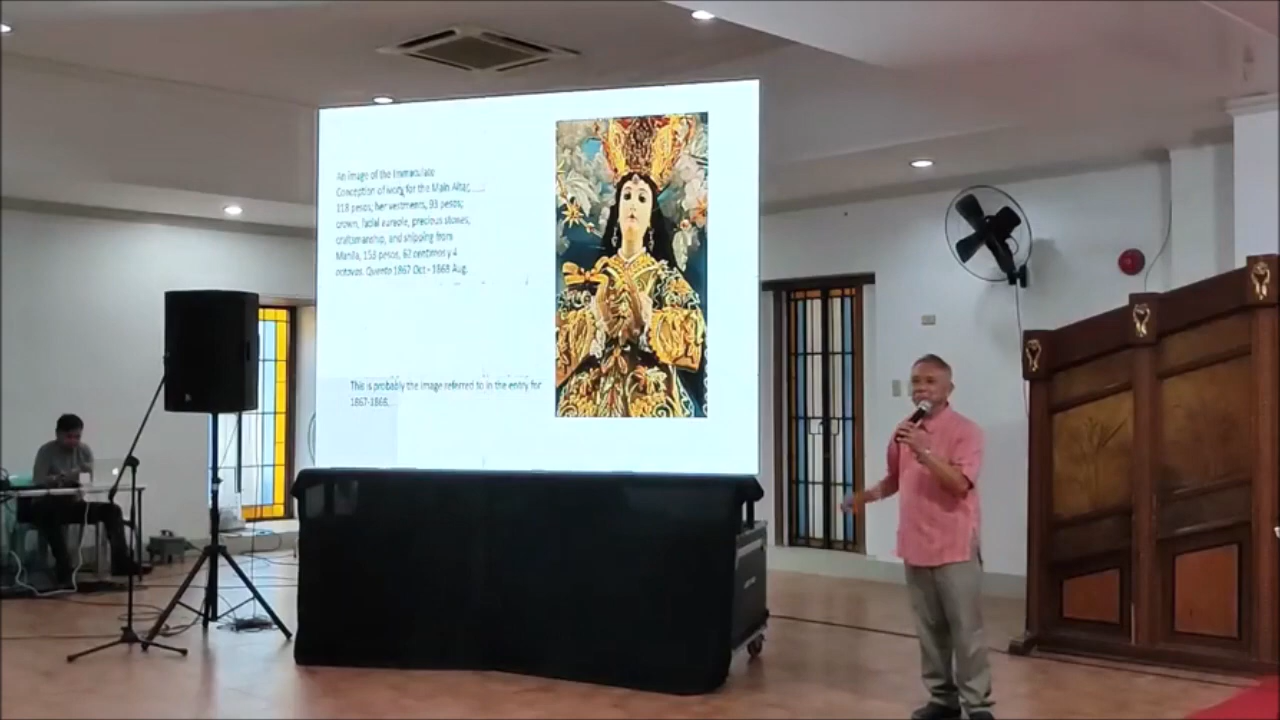 An image of the Immaculate
Conception of ivory for the Main Altar,......
118 pesos; her vestments, 93 pesos;
crown, facial aureole, precious stones,
craftsmanship, and shipping from
Manila, 153 pesos, 62 centimos y 4
octavos. Quento 1867 Oct - 1868 Aug.
This is probably the image referred to in the entry for
1867-1868.